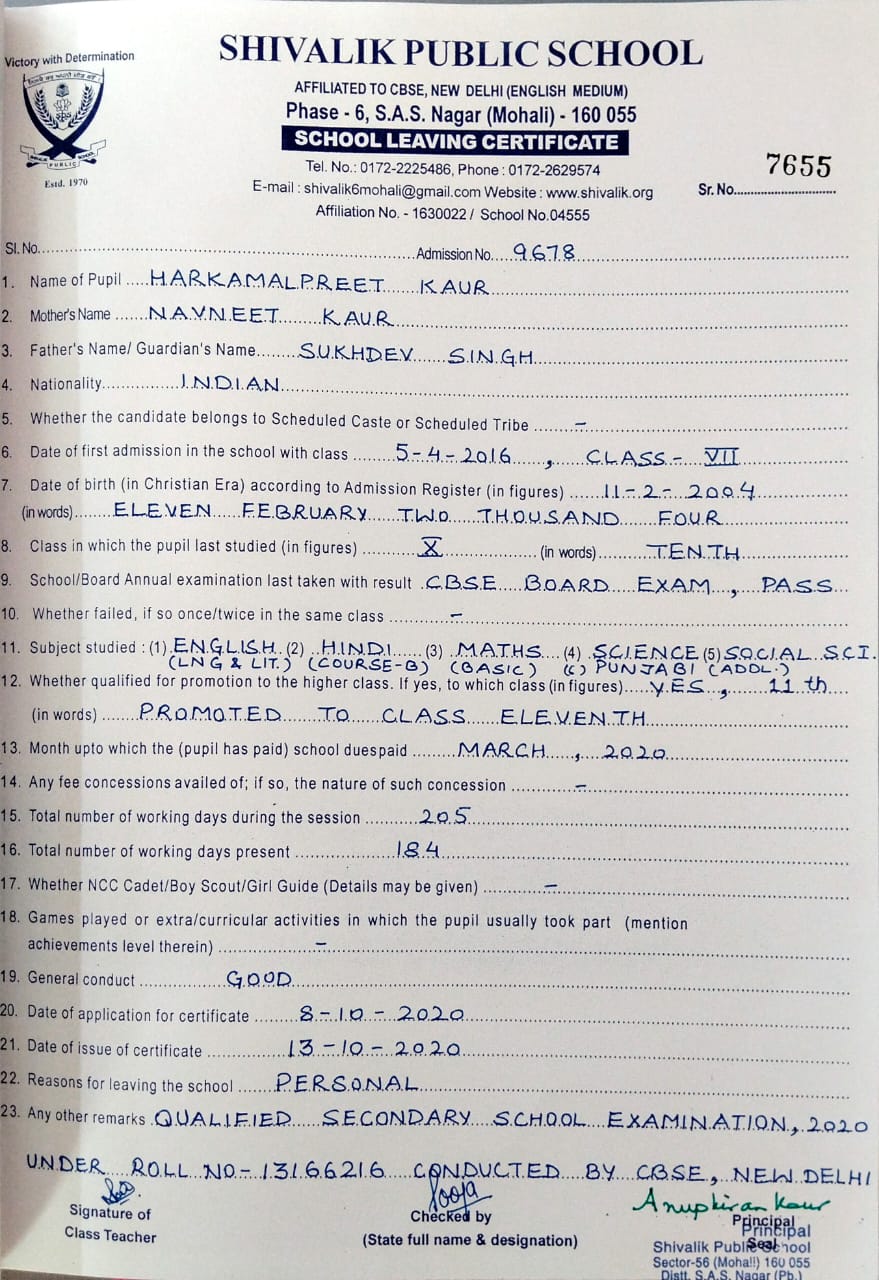 Victory with Determination
SHIVALIK PUBLIC SCHOOL
AFFILIATED TO CBSE, NEW DELHI (ENGLISH MEDIUM)
Phase - 6, S.A.S. Nagar (Mohali) - 160 055
SCHOOL LEAVING CERTIFICATE
Tel. No.: 0172-2225486, Phone : 0172-2629574
E-mail : shivalik6mohali@gmail.com Website : www.shivalik.org
Affiliation No. - 1630022 / School No.04555
PUBLIC
Estd. 1970
Sr. No. 7655
Sl. No. Admission No. 9678
1. Name of Pupil HARKAMALPREET KAUR
2. Mother's Name NAVNEET KAUR
3. Father's Name/ Guardian's Name SUKHDEV SINGH
4. Nationality INDIAN
5. Whether the candidate belongs to Scheduled Caste or Scheduled Tribe –
6. Date of first admission in the school with class 5-4-2016, CLASS- VII
7. Date of birth (in Christian Era) according to Admission Register (in figures) 11-2-2004
(in words) ELEVEN FEBRUARY TWO THOUSAND FOUR
8. Class in which the pupil last studied (in figures) X (in words) TENTH
9. School/Board Annual examination last taken with result CBSE BOARD EXAM, PASS
10. Whether failed, if so once/twice in the same class –
11. Subject studied : (1) ENGLISH (2) HINDI (3) MATHS (4) SCIENCE (5) SOCIAL SCI.
(LNG & LIT.) (COURSE-B) (BASIC) (6) PUNJABI (ADDL.)
12. Whether qualified for promotion to the higher class. If yes, to which class (in figures) YES, 11th
(in words) PROMOTED TO CLASS ELEVENTH
13. Month upto which the (pupil has paid) school duespaid MARCH, 2020
14. Any fee concessions availed of; if so, the nature of such concession –
15. Total number of working days during the session 205
16. Total number of working days present 184
17. Whether NCC Cadet/Boy Scout/Girl Guide (Details may be given) –
18. Games played or extra/curricular activities in which the pupil usually took part (mention
achievements level therein) –
19. General conduct GOOD
20. Date of application for certificate 8-10-2020
21. Date of issue of certificate 13-10-2020
22. Reasons for leaving the school PERSONAL
23. Any other remarks QUALIFIED SECONDARY SCHOOL EXAMINATION, 2020
UNDER ROLL NO- 13166216 CONDUCTED BY CBSE, NEW DELHI
Pooja
Anupkiran Kaur
Signature of
Class Teacher
Checked by
(State full name & designation)
Principal
Seal
Principal
Shivalik Public School
Sector-56 (Mohali) 160 055
Distt. S.A.S. Nagar (Pb.)